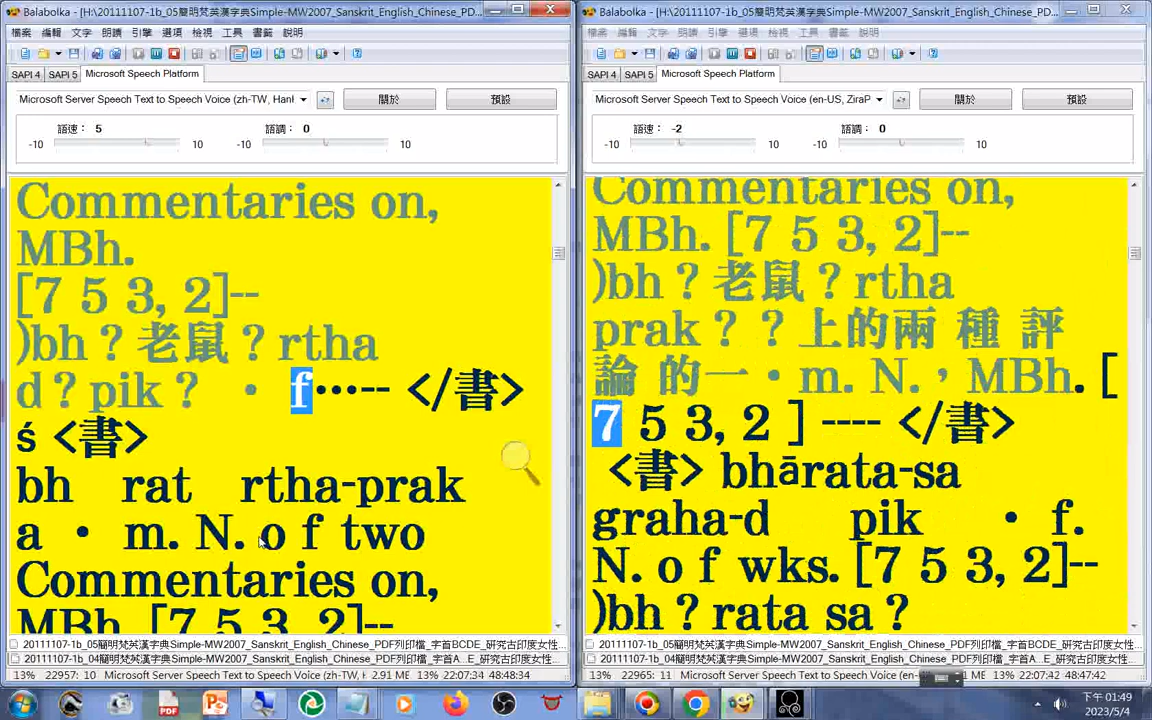 Balabolka - [H:\20111107-1b_05簡明梵英漢字典Simple-MW2007_Sanskrit_English_Chinese_PD...
檔案 編輯 文字 朗讀 引擎 選項 檢視 工具 書籤 說明
SAPI 4 SAPI 5 Microsoft Speech Platform
Microsoft Server Speech Text to Speech Voice (zh-TW, Han
關於 預設
語速： 5 語調： 0
-10 10 -10 10
Commentaries on,
MBh.
[7 5 3, 2]--
)bh？老鼠？rtha
d？pik？ • f•••-- </書>
ś <書>
bh rat rtha-prak
a • m. N. o f two
Commentaries on,
MBh. [7 5 3, 2]--
20111107-1b_05簡明梵英漢字典Simple-MW2007_Sanskrit_English_Chinese_PDF列印檔_字首BCDE_研究古印度女性...
20111107-1b_04簡明梵英漢字典Simple-MW2007_Sanskrit_English_Chinese_PDF列印檔_字首A...E_研究古印度女性...
13% 22957: 10 Microsoft Server Speech Text to Speech Voice (zh-TW, Han 2.91 MB 13% 22:07:34 48:48:34
Balabolka - [H:\20111107-1b_05簡明梵英漢字典Simple-MW2007_Sanskrit_English_Chinese_PD...
檔案 編輯 文字 朗讀 引擎 選項 檢視 工具 書籤 說明
SAPI 4 SAPI 5 Microsoft Speech Platform
Microsoft Server Speech Text to Speech Voice (en-US, ZiraP
關於 預設
語速： -2 語調： 0
-10 10 -10 10
Commentaries on,
MBh. [7 5 3, 2]--
)bh？老鼠？rtha
prak？？上的兩 種 評
論 的一•m. N.，MBh. [
7 5 3, 2 ] ---- </書>
<書> bhārata-sa
graha-d pik • f.
N. o f wks. [7 5 3, 2]--
)bh？rata sa？
20111107-1b_05簡明梵英漢字典Simple-MW2007_Sanskrit_English_Chinese_PDF列印檔_字首BCDE_研究古印度女性...
20111107-1b_04簡明梵英漢字典Simple-MW2007_Sanskrit_English_Chinese_PDF列印檔_字首A...E_研究古印度女性...
13% 22965: 11 Microsoft Server Speech Text to Speech Voice (en-US, Zir 2.91 MB 13% 22:07:42 48:47:42
PDF
下午 01:49
2023/5/4